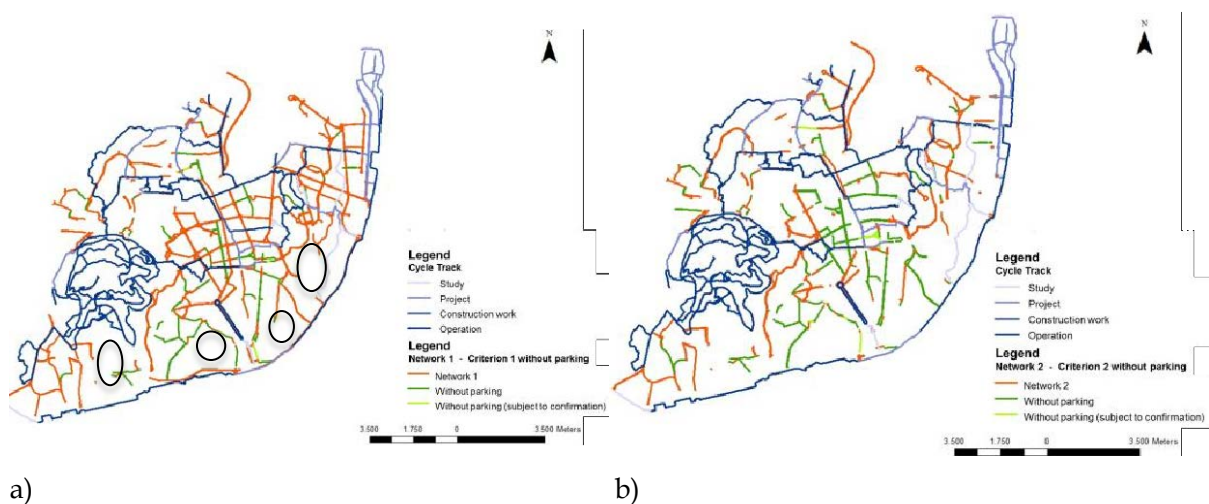 N
Legend
Cycle Track
Study
Project
Construction work
Operation
Legend
Network 1 - Criterion 1 without parking
Network 1
Without parking
Without parking (subject to confirmation)
3.500 1.750 0 3.500 Meters
a)
N
Legend
Cycle Track
Study
Project
Construction work
Operation
Legend
Network 2 - Criterion 2 without parking
Network 2
Without parking
Without parking (subject to confirmation)
3.500 1.750 0 3.500 Meters
b)